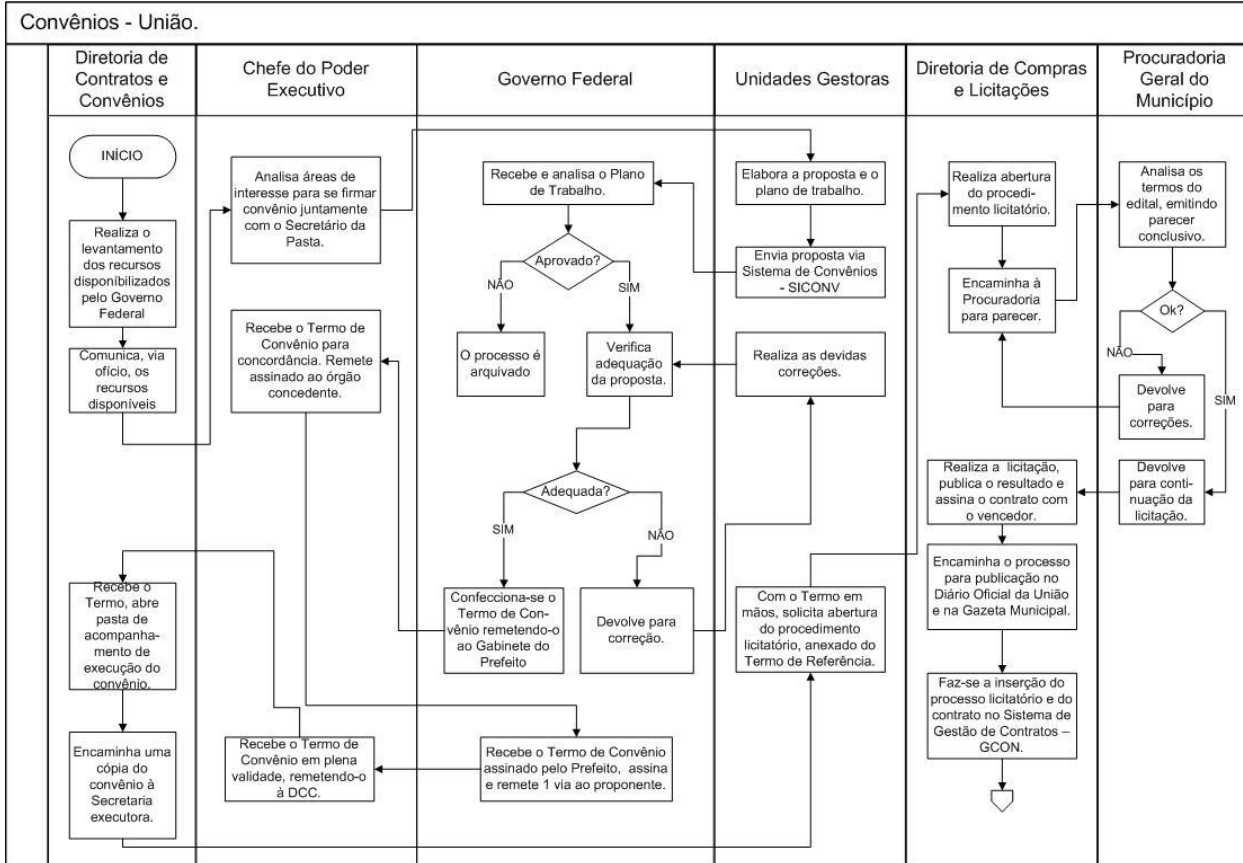 Convênios - União.
Diretoria de
Contratos e
Convênios
Chefe do Poder
Executivo
Governo Federal
Unidades Gestoras
Diretoria de Compras
e Licitações
Procuradoria
Geral do
Município
INÍCIO
Realiza o
levantamento
dos recursos
disponíbilizados
pelo Governo
Federal
Comunica, via
ofício, os
recursos
disponíveis
Recebe o
Termo, abre
pasta de
acompanha-
mento de
execução do
convênio.
Encaminha uma
cópia do
convênio à
Secretaria
executora.
Analisa áreas de
interesse para se firmar
convênio juntamente
com o Secretário da
Pasta.
Recebe o Termo de
Convênio para
concordância. Remete
assinado ao órgão
concedente.
Recebe o Termo de
Convênio em plena
validade, remetendo-o
à DCC.
Recebe e analisa o Plano
de Trabalho.
Aprovado?
NÃO
SIM
O processo é
arquivado
Verifica
adequação
da proposta.
Adequada?
SIM
NÃO
Confecciona-se o
Termo de Con-
vênio remetendo-o
ao Gabinete do
Prefeito
Devolve para
correção.
Recebe o Termo de Convênio
assinado pelo Prefeito, assina
e remete 1 via ao proponente.
Elabora a proposta e o
plano de trabalho.
Envia proposta via
Sistema de Convênios
- SICONV
Realiza as devidas
correções.
Com o Termo em
mãos, solicita abertura
do procedimento
licitatório, anexado do
Termo de Referência.
Realiza abertura
do procedi-
mento licitatório.
Encaminha à
Procuradoria
para parecer.
Realiza a licitação,
publica o resultado e
assina o contrato com
o vencedor.
Encaminha o processo
para publicação no
Diário Oficial da União
e na Gazeta Municipal.
Faz-se a inserção do
processo licitatório e do
contrato no Sistema de
Gestão de Contratos –
GCON.
Analisa os
termos do
edital, emitindo
parecer
conclusivo.
Ok?
NÃO
SIM
Devolve
para
correções.
Devolve
para conti-
nuação da
licitação.